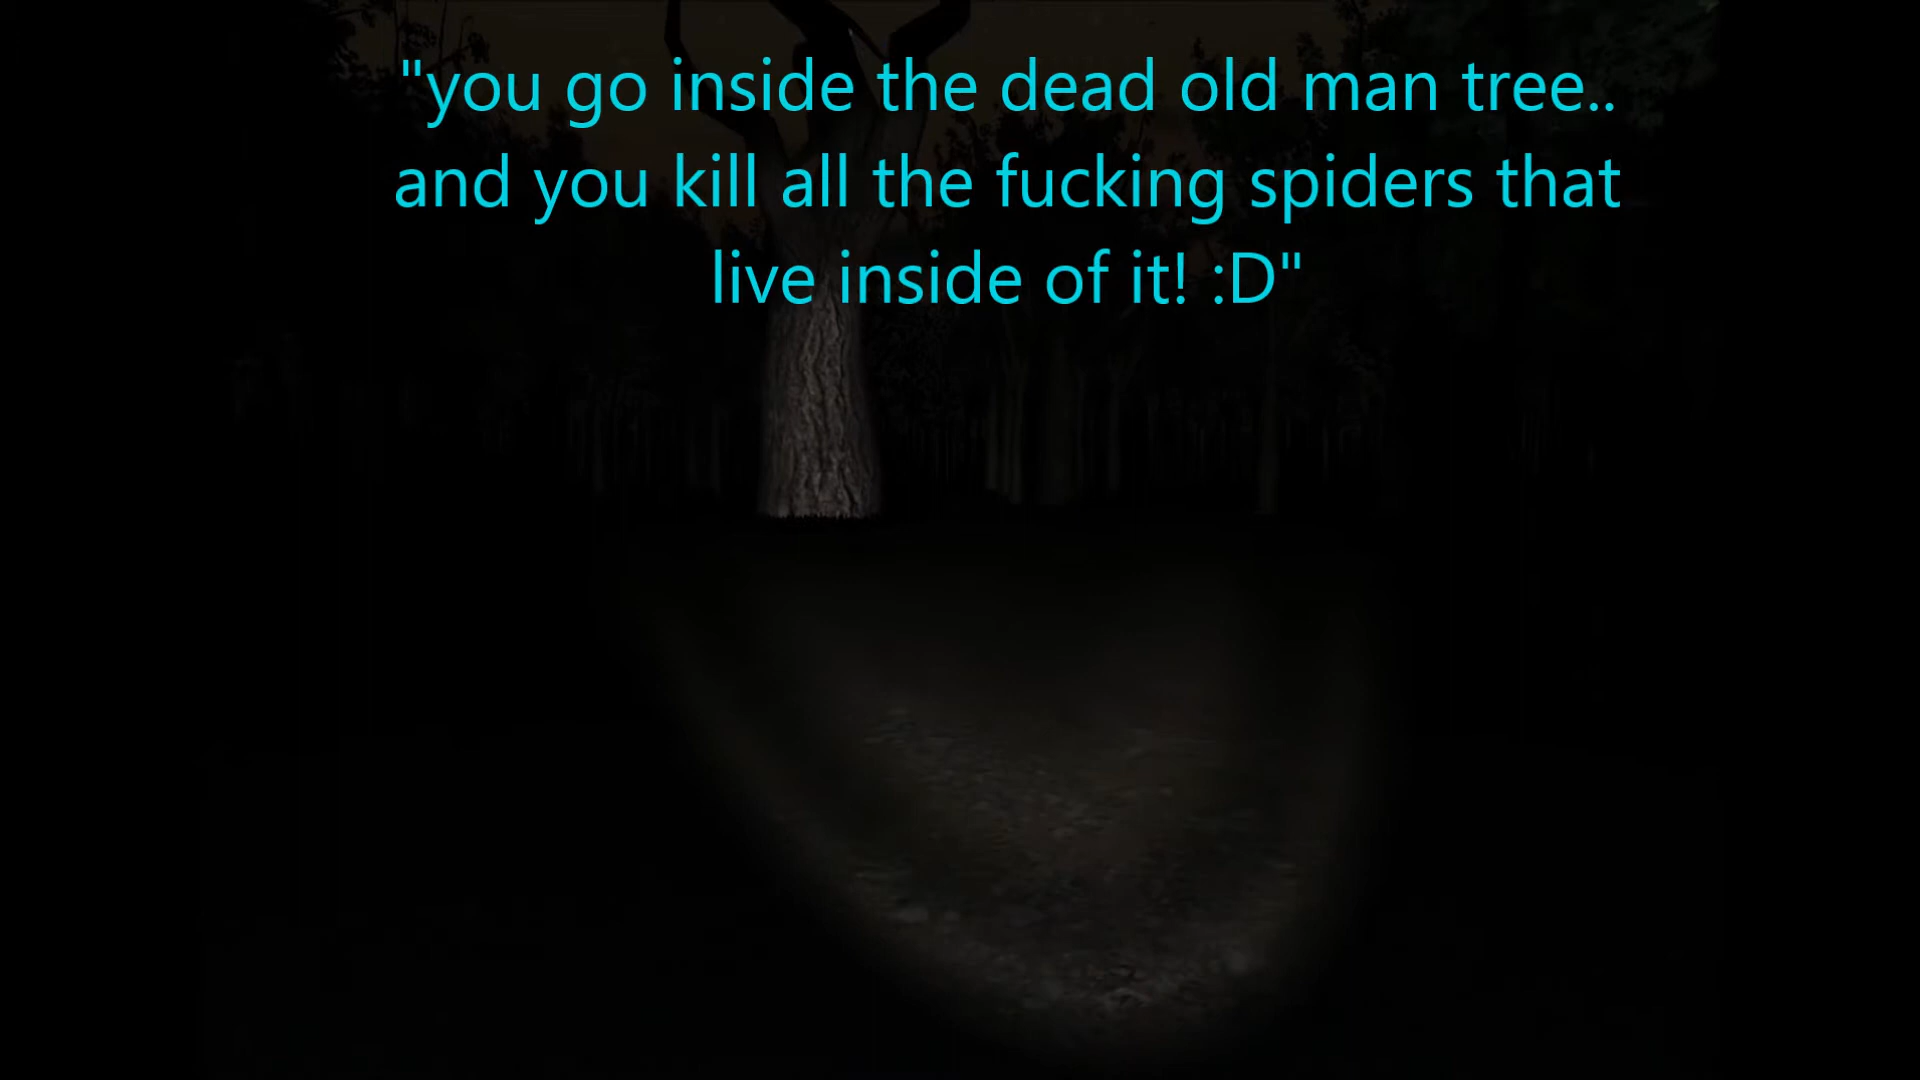 "you go inside the dead old man tree..
and you kill all the fucking spiders that
live inside of it! :D"